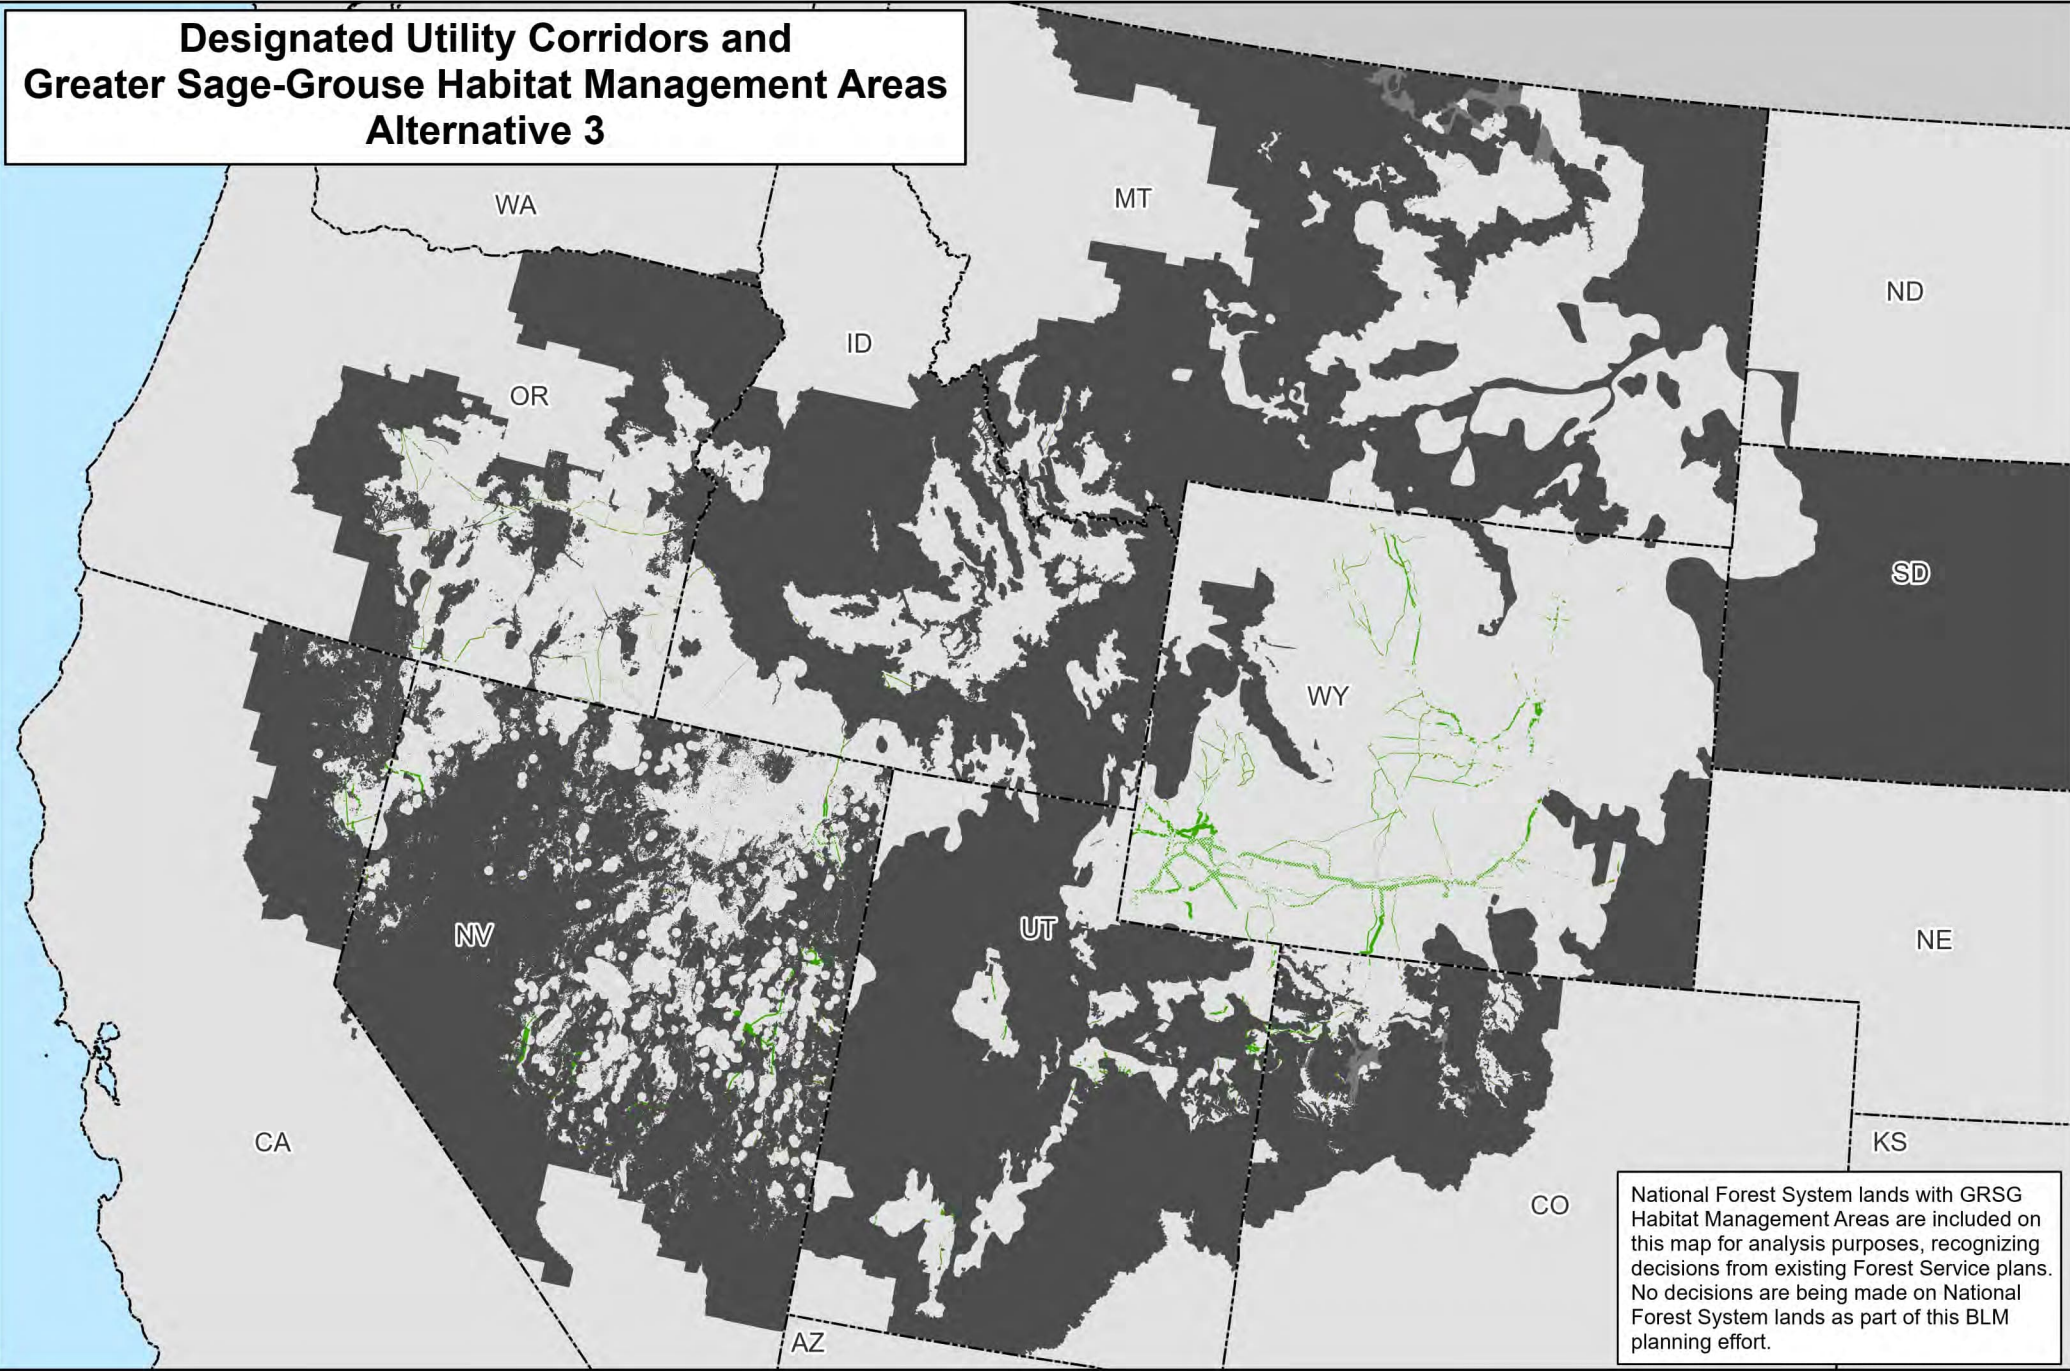 Designated Utility Corridors and
Greater Sage-Grouse Habitat Management Areas
Alternative 3
WA
MT
ND
ID
OR
SD
WY
NV
UT
NE
CA
KS
CO
AZ
National Forest System lands with GRSG
Habitat Management Areas are included on
this map for analysis purposes, recognizing
decisions from existing Forest Service plans.
No decisions are being made on National
Forest System lands as part of this BLM
planning effort.